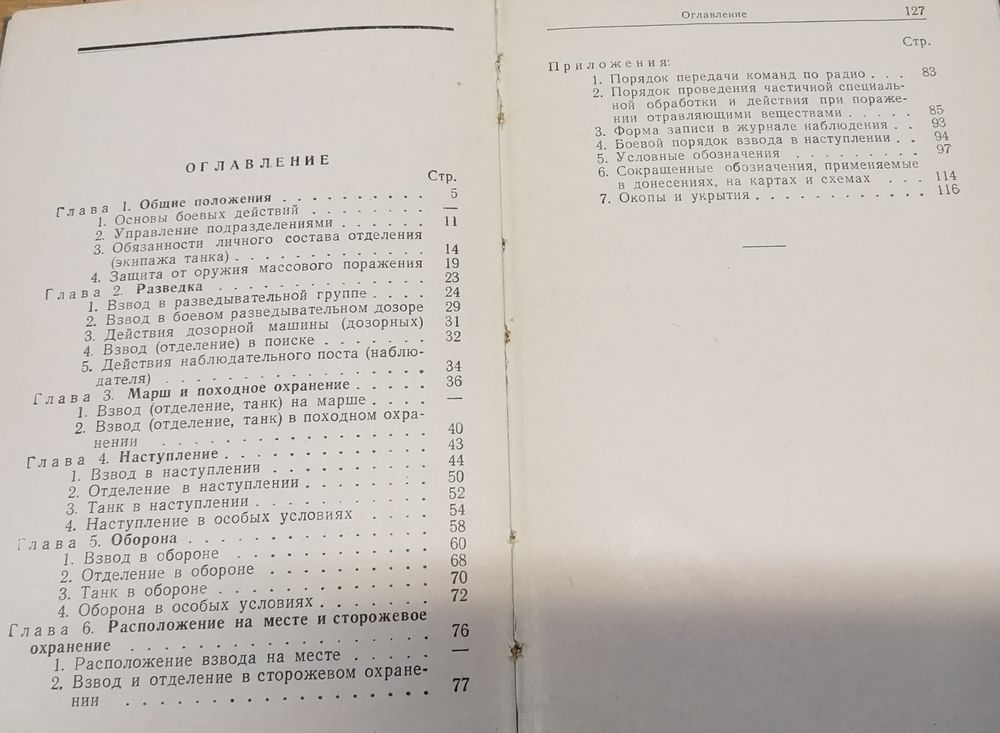 ОГЛАВЛЕНИЕ
Стр.
Глава 1. Общие положения . . . . . . . . . . 5
1. Основы боевых действий . . . . . . . . —
2. Управление подразделениями . . . . . . 11
3. Обязанности личного состава отделения
(экипажа танка) . . . . . . . . . . . . . 14
4. Защита от оружия массового поражения 19
Глава 2. Разведка . . . . . . . . . . . . . . 23
1. Взвод в разведывательной группе . . . . 24
2. Взвод в боевом разведывательном дозоре 29
3. Действия дозорной машины (дозорных) 31
4. Взвод (отделение) в поиске . . . . . . . 32
5. Действия наблюдательного поста (наблю-
дателя) . . . . . . . . . . . . . . . . . 34
Глава 3. Марш и походное охранение . . . . . 36
1. Взвод (отделение, танк) на марше . . . . —
2. Взвод (отделение, танк) в походном охра-
нении . . . . . . . . . . . . . . . . . 40
Глава 4. Наступление . . . . . . . . . . . . . 43
1. Взвод в наступлении . . . . . . . . . . 44
2. Отделение в наступлении . . . . . . . . 50
3. Танк в наступлении . . . . . . . . . . . 52
4. Наступление в особых условиях . . . . 54
Глава 5. Оборона . . . . . . . . . . . . . . . 58
1. Взвод в обороне . . . . . . . . . . . . 60
2. Отделение в обороне . . . . . . . . . . 68
3. Танк в обороне . . . . . . . . . . . . . 70
4. Оборона в особых условиях . . . . . . . 72
Глава 6. Расположение на месте и сторожевое
охранение . . . . . . . . . . . . . . . . . 76
1. Расположение взвода на месте . . . . . —
2. Взвод и отделение в сторожевом охране-
нии . . . . . . . . . . . . . . . . . . 77
Оглавление 127
Стр.
Приложения:
1. Порядок передачи команд по радио . . . 83
2. Порядок проведения частичной специаль-
ной обработки и действия при пораже-
нии отравляющими веществами . . . . . 85
3. Форма записи в журнале наблюдения . . 93
4. Боевой порядок взвода в наступлении . . 94
5. Условные обозначения . . . . . . . . . 97
6. Сокращенные обозначения, применяемые
в донесениях, на картах и схемах . . . 114
7. Окопы и укрытия . . . . . . . . . . . . 116